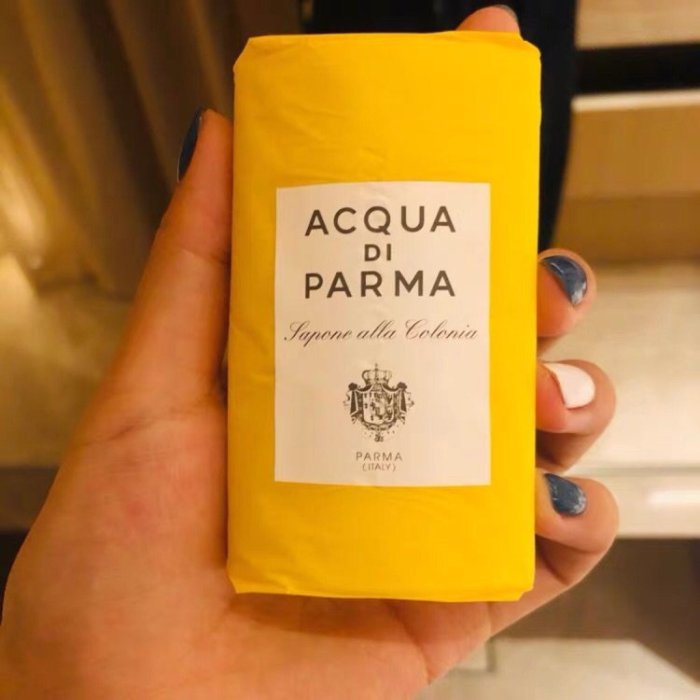 ACQUA
DI
PARMA
Sapone alla Colonia
PARMA
(ITALY)